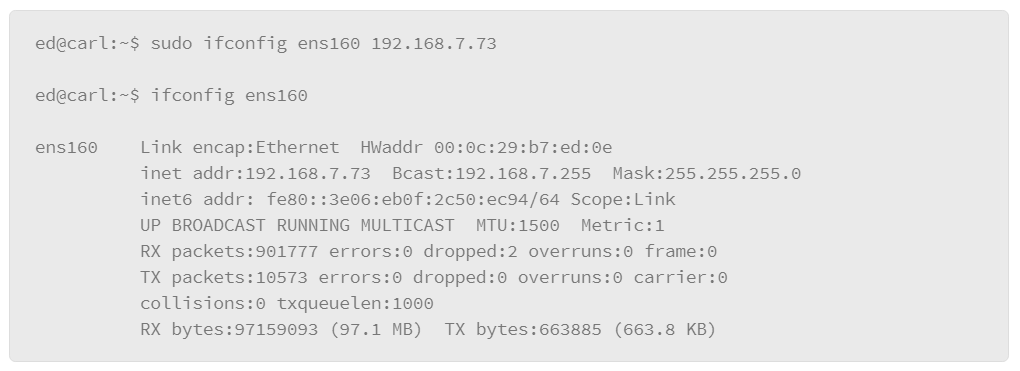 ed@carl:~$ sudo ifconfig ens160 192.168.7.73
ed@carl:~$ ifconfig ens160
ens160    Link encap:Ethernet  HWaddr 00:0c:29:b7:ed:0e
          inet addr:192.168.7.73  Bcast:192.168.7.255  Mask:255.255.255.0
          inet6 addr: fe80::3e06:eb0f:2c50:ec94/64 Scope:Link
          UP BROADCAST RUNNING MULTICAST  MTU:1500  Metric:1
          RX packets:901777 errors:0 dropped:2 overruns:0 frame:0
          TX packets:10573 errors:0 dropped:0 overruns:0 carrier:0
          collisions:0 txqueuelen:1000
          RX bytes:97159093 (97.1 MB)  TX bytes:663885 (663.8 KB)